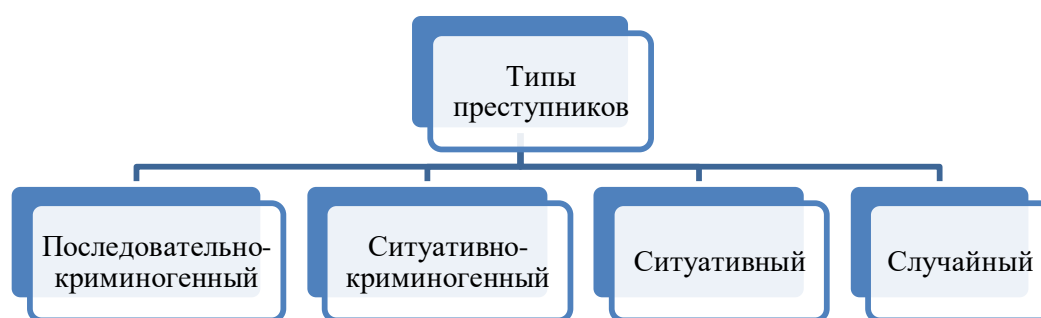 Типы
преступников
Последовательно-
криминогенный
Ситуативно-
криминогенный
Ситуативный
Случайный